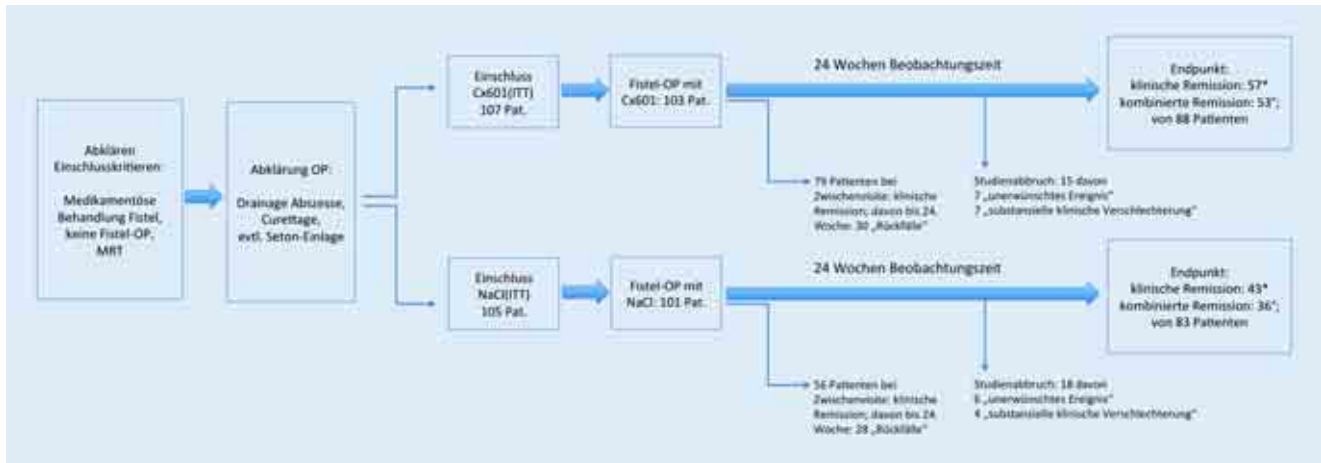 Abklären
Einschlusskritieren:
Medikamentöse
Behandlung Fistel,
keine Fistel-OP,
MRT
Abklärung OP:
Drainage Abszesse,
Curettage,
evtl. Seton-Einlage
Einschluss
Cx601(ITT)
107 Pat.
Fistel-OP mit
Cx601: 103 Pat.
24 Wochen Beobachtungszeit
Endpunkt:
klinische Remission: 57*
kombinierte Remission: 53°;
von 88 Patienten
79 Patienten bei
Zwischenvisite: klinische
Remission; davon bis 24.
Woche: 30 „Rückfälle“
Studienabbruch: 15 davon
7 „unerwünschtes Ereignis“
7 „substanzielle klinische Verschlechterung“
Einschluss
NaCl(ITT)
105 Pat.
Fistel-OP mit
NaCl: 101 Pat.
24 Wochen Beobachtungszeit
Endpunkt:
klinische Remission: 43*
kombinierte Remission: 36°;
von 83 Patienten
56 Patienten bei
Zwischenvisite: klinische
Remission; davon bis 24.
Woche: 28 „Rückfälle“
Studienabbruch: 18 davon
6 „unerwünschtes Ereignis“
4 „substanzielle klinische Verschlechterung“